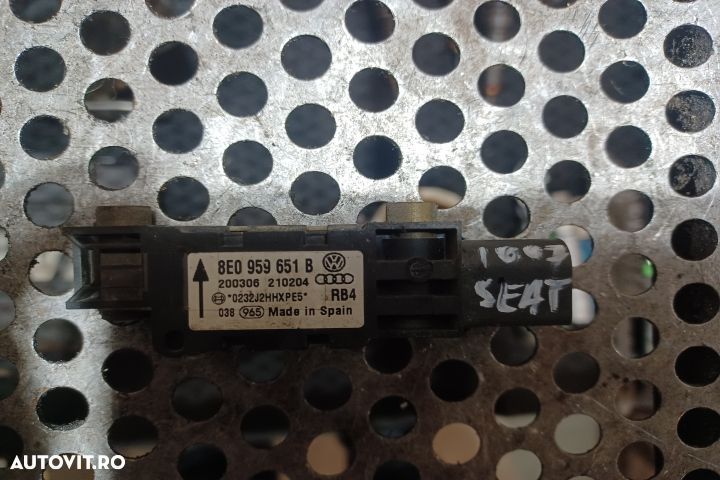 8E0 959 651 B
200306 210204
*0232J2HHXPE5* RB4
038 965 Made in Spain
SEAT
AUTOVIT.RO